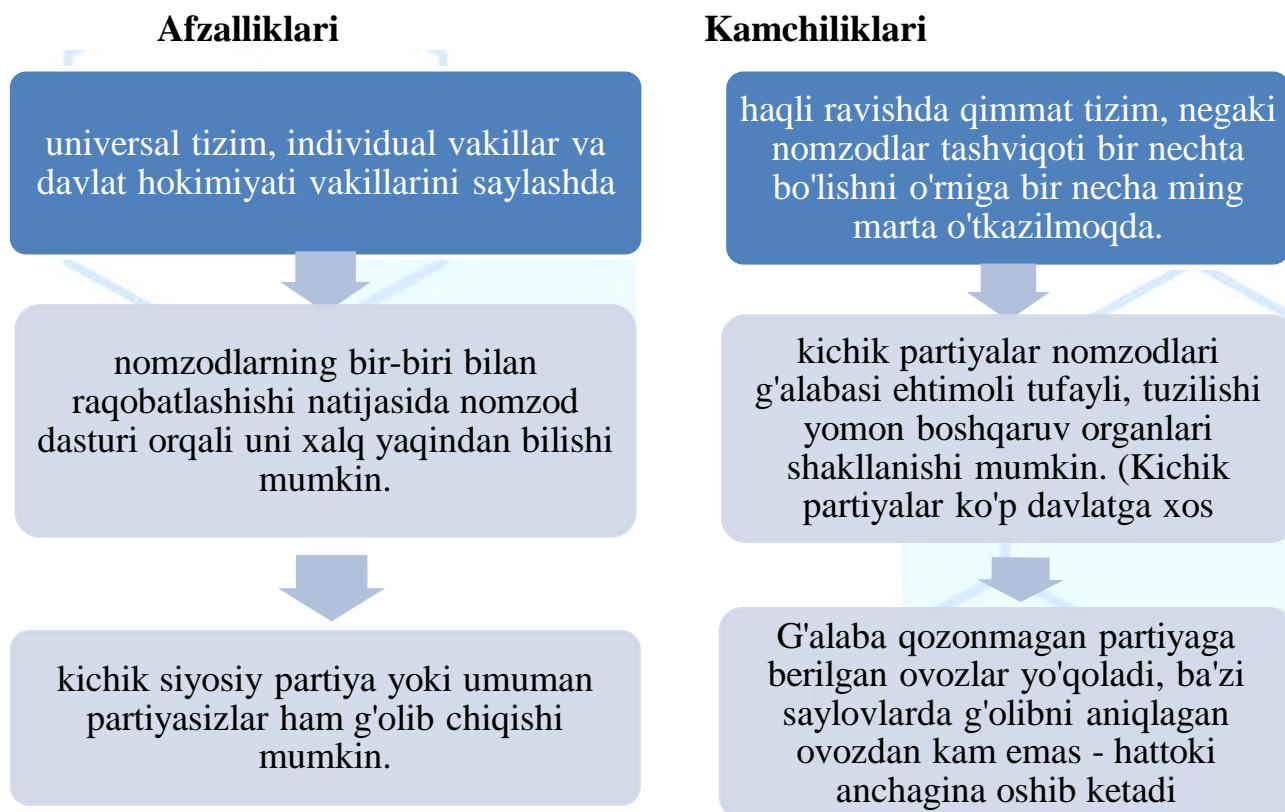 Afzalliklari
universal tizim, individual vakillar va
davlat hokimiyati vakillarini saylashda
nomzodlarning bir-biri bilan
raqobatlashishi natijasida nomzod
dasturi orqali uni xalq yaqindan bilishi
mumkin.
kichik siyosiy partiya yoki umuman
partiyasizlar ham g'olib chiqishi
mumkin.
Kamchiliklari
haqli ravishda qimmat tizim, negaki
nomzodlar tashviqoti bir nechta
bo'lishni o'rniga bir necha ming
marta o'tkazilmoqda.
kichik partiyalar nomzodlari
g'alabasi ehtimoli tufayli, tuzilishi
yomon boshqaruv organlari
shakllanishi mumkin. (Kichik
partiyalar ko'p davlatga xos
G'alaba qozonmagan partiyaga
berilgan ovozlar yo'qoladi, ba'zi
saylovlarda g'olibni aniqlagan
ovozdan kam emas - hattoki
anchagina oshib ketadi